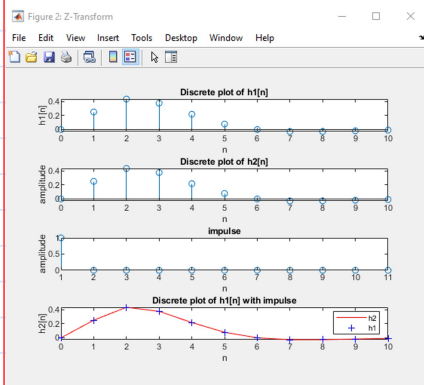 Figure 2: Z-Transform
File Edit View Insert Tools Desktop Window Help
Discrete plot of h1[n]
h1[n]
0.4
0.2
0
0 1 2 3 4 5 6 7 8 9 10
n
Discrete plot of h2[n]
amplitude
0.4
0.2
0
0 1 2 3 4 5 6 7 8 9 10
n
impulse
amplitude
1
0.5
0
1 2 3 4 5 6 7 8 9 10 11
n
Discrete plot of h1[n] with impulse
h2[n]
0.4
0.2
0
h2
h1
0 1 2 3 4 5 6 7 8 9 10
n